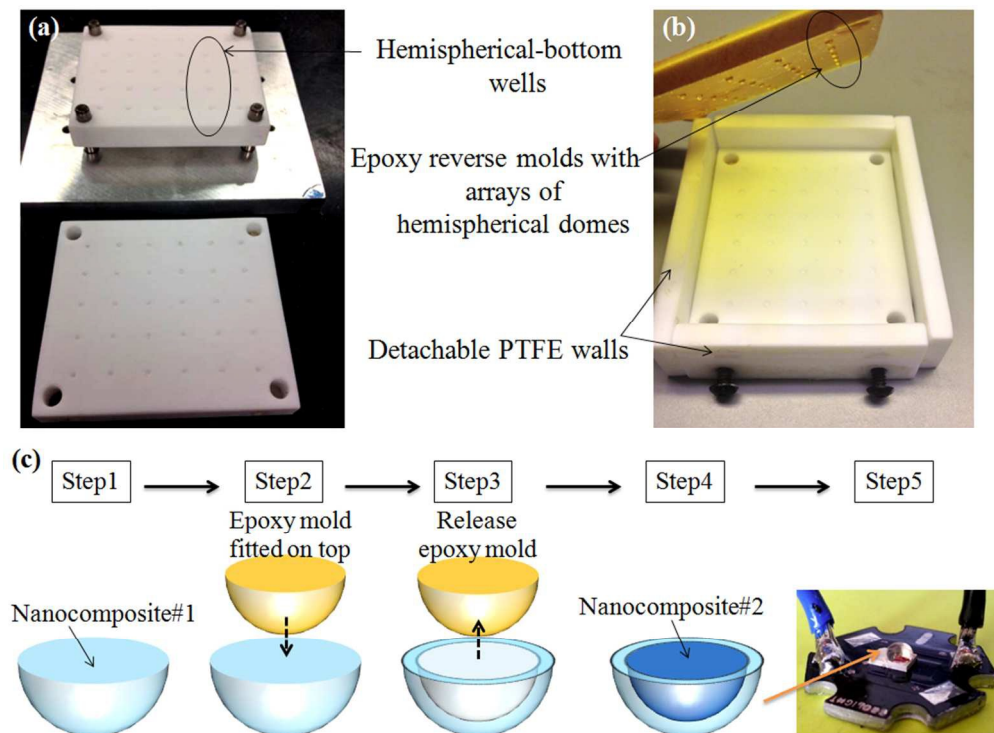 (a)
(b)
Hemispherical-bottom
wells
Epoxy reverse molds with
arrays of
hemispherical domes
Detachable PTFE walls
(c)
Step1
Step2
Step3
Step4
Step5
Epoxy mold
fitted on top
Release
epoxy mold
Nanocomposite#1
Nanocomposite#2